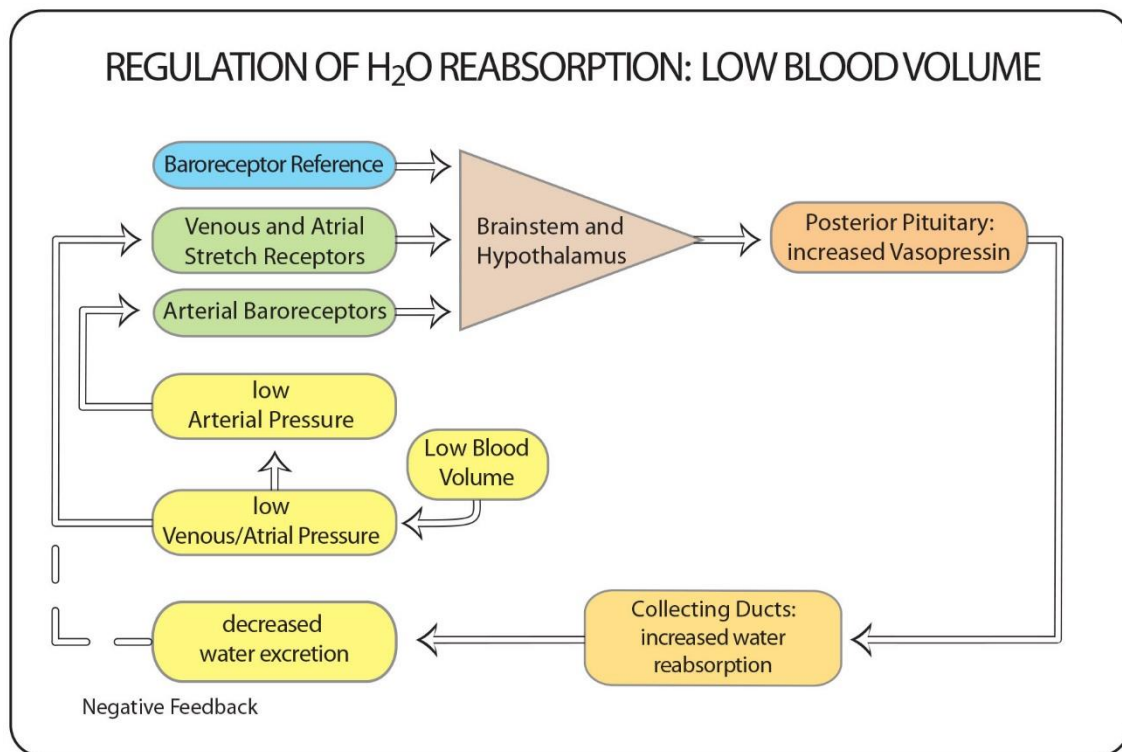 REGULATION OF H₂O REABSORPTION: LOW BLOOD VOLUME
Baroreceptor Reference
Venous and Atrial
Stretch Receptors
Arterial Baroreceptors
Brainstem and
Hypothalamus
Posterior Pituitary:
increased Vasopressin
low
Arterial Pressure
Low Blood
Volume
low
Venous/Atrial Pressure
decreased
water excretion
Collecting Ducts:
increased water
reabsorption
Negative Feedback